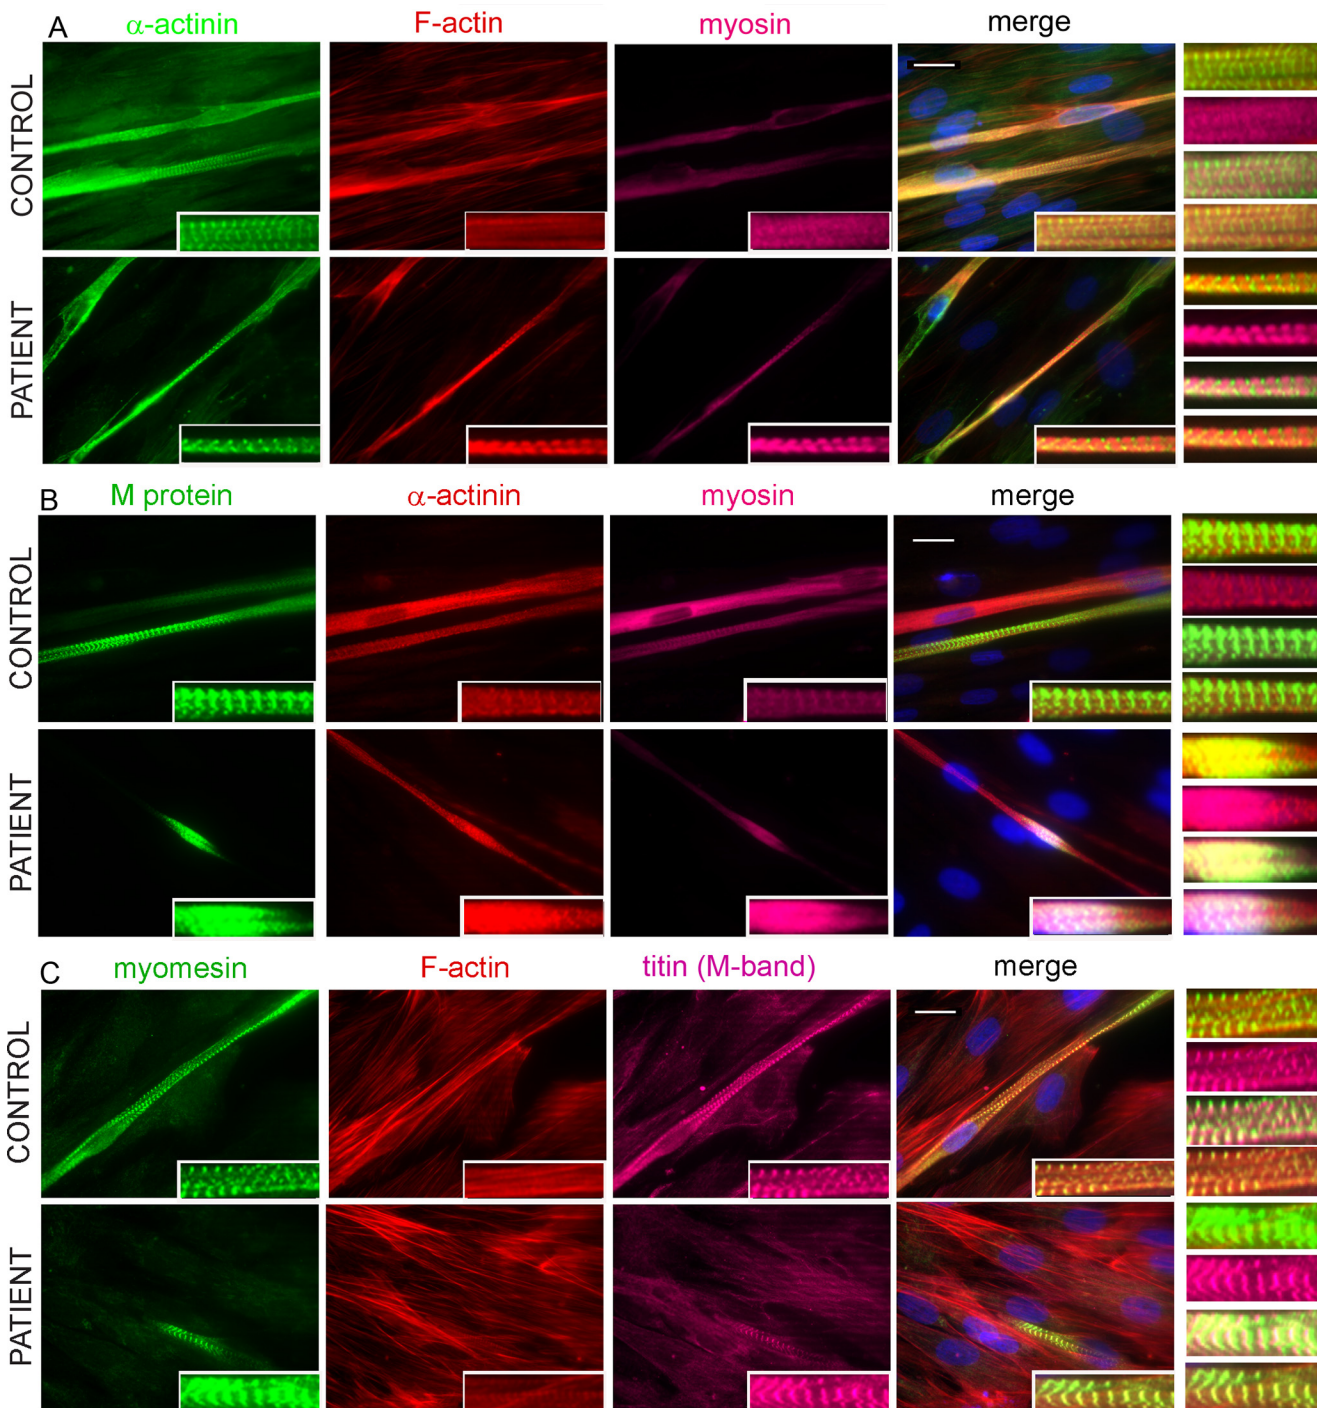 A α-actinin F-actin myosin merge
CONTROL
PATIENT
B M protein α-actinin myosin merge
CONTROL
PATIENT
C myomesin F-actin titin (M-band) merge
CONTROL
PATIENT